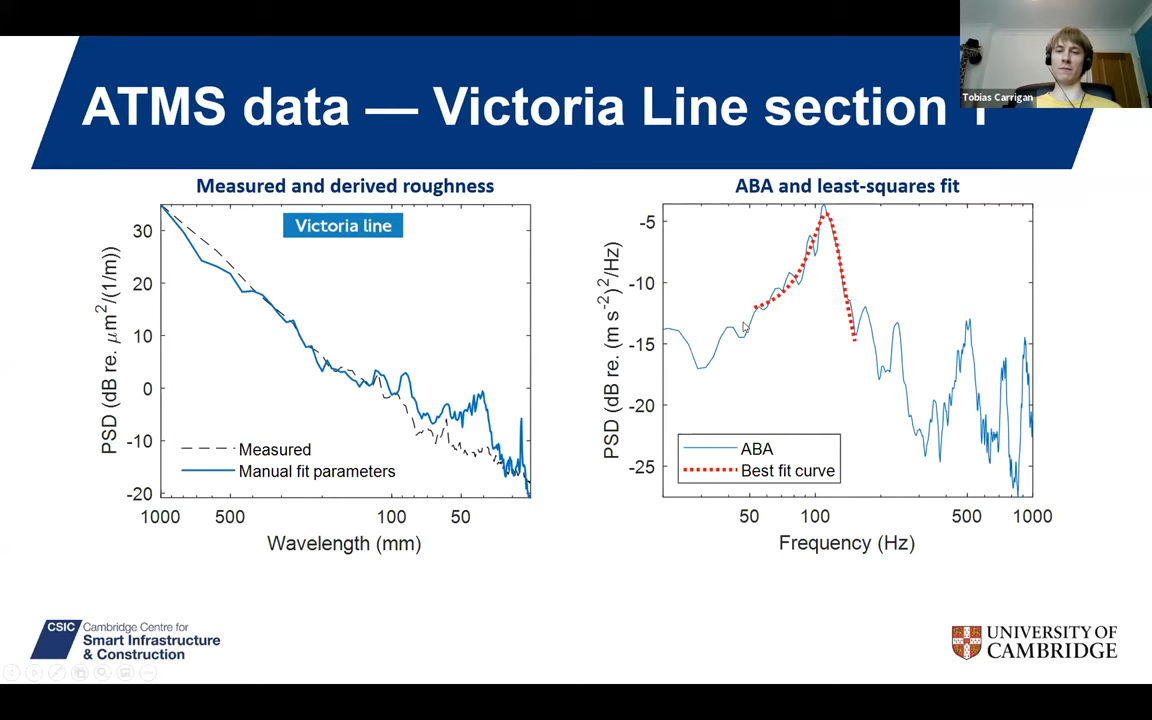 ATMS data — Victoria Line section 1
Tobias Carrigan
Measured and derived roughness
Victoria line
PSD (dB re. μm²/(1/m))
30
20
10
0
-10
-20
Measured
Manual fit parameters
1000 500 100 50
Wavelength (mm)
ABA and least-squares fit
PSD (dB re. (m s⁻²)²/Hz)
-5
-10
-15
-20
-25
ABA
Best fit curve
50 100 500 1000
Frequency (Hz)
CSIC Cambridge Centre for
Smart Infrastructure
& Construction
UNIVERSITY OF
CAMBRIDGE